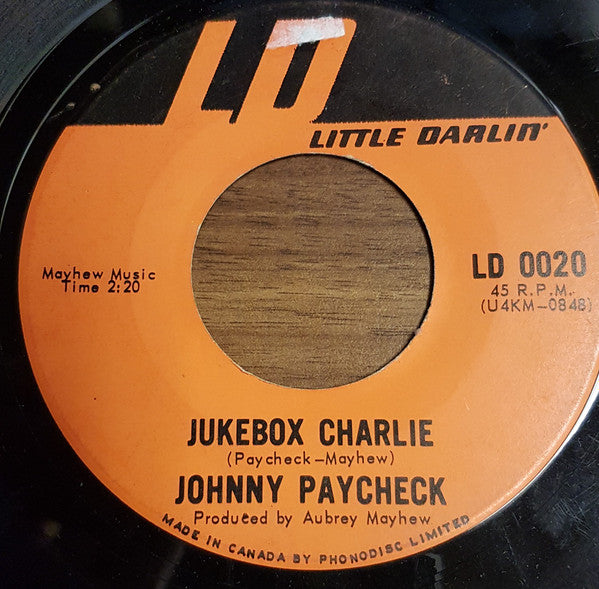 LD
LITTLE DARLIN'
Mayhew Music
Time 2:20
LD 0020
45 R.P.M.
(U4KM-0848)
JUKEBOX CHARLIE
(Paycheck-Mayhew)
JOHNNY PAYCHECK
Produced by Aubrey Mayhew
MADE IN CANADA BY PHONODISC LIMITED